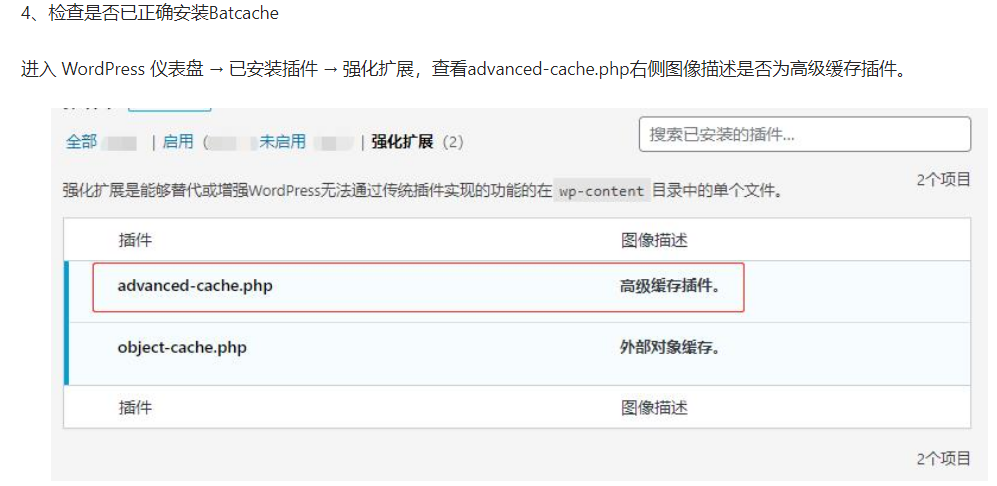 4、检查是否已正确安装Batcache
进入 WordPress 仪表盘 → 已安装插件 → 强化扩展，查看advanced-cache.php右侧图像描述是否为高级缓存插件。
全部 | 启用 ( 未启用 | 强化扩展 (2)
搜索已安装的插件...
强化扩展是能够替代或增强WordPress无法通过传统插件实现的功能的在 wp-content 目录中的单个文件。
2个项目
插件 图像描述
advanced-cache.php 高级缓存插件。
object-cache.php 外部对象缓存。
插件 图像描述
2个项目